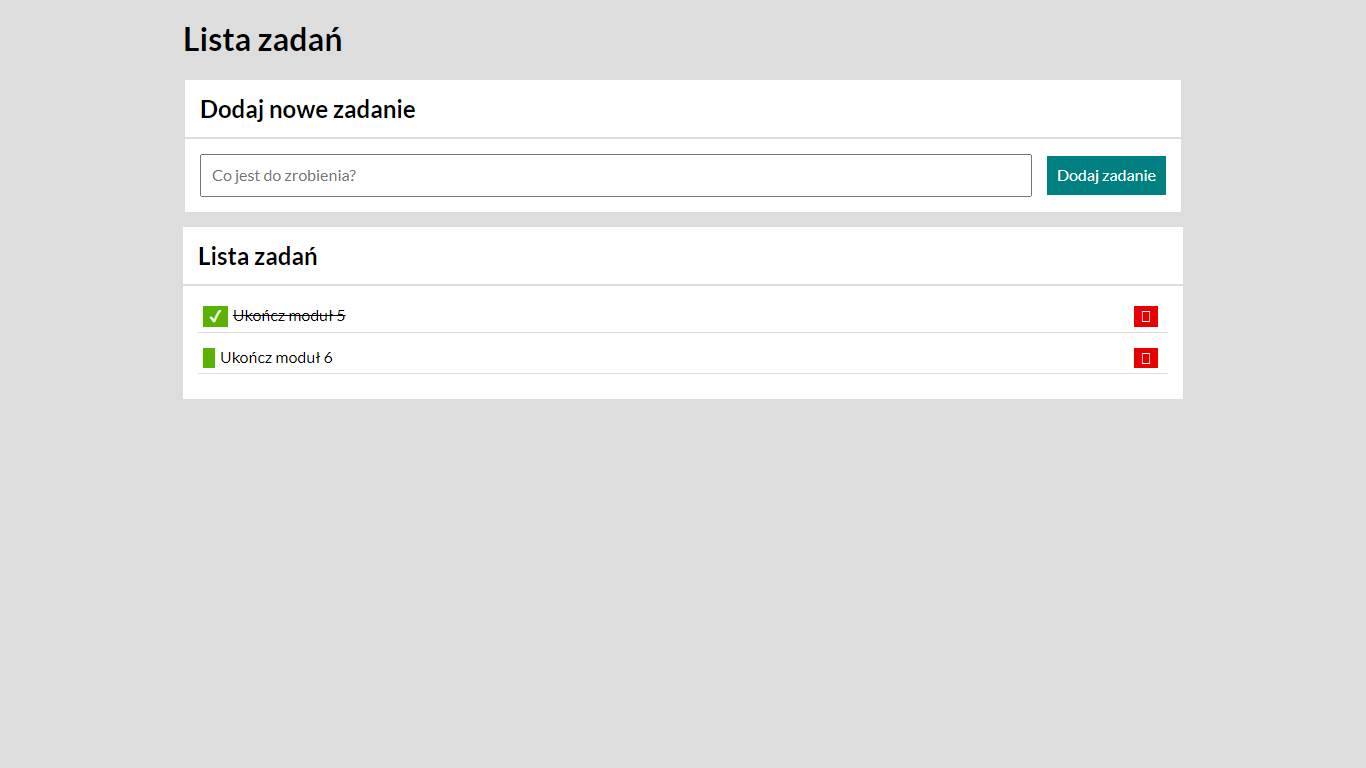 Lista zadań
Dodaj nowe zadanie
Co jest do zrobienia?
Dodaj zadanie
Lista zadań
✓ Ukończ moduł 5
Ukończ moduł 6